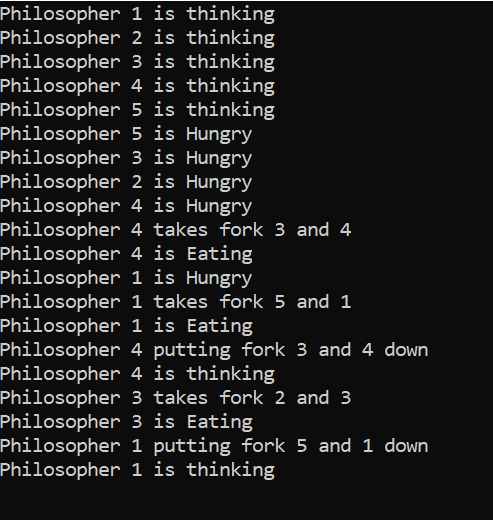 Philosopher 1 is thinking
Philosopher 2 is thinking
Philosopher 3 is thinking
Philosopher 4 is thinking
Philosopher 5 is thinking
Philosopher 5 is Hungry
Philosopher 3 is Hungry
Philosopher 2 is Hungry
Philosopher 4 is Hungry
Philosopher 4 takes fork 3 and 4
Philosopher 4 is Eating
Philosopher 1 is Hungry
Philosopher 1 takes fork 5 and 1
Philosopher 1 is Eating
Philosopher 4 putting fork 3 and 4 down
Philosopher 4 is thinking
Philosopher 3 takes fork 2 and 3
Philosopher 3 is Eating
Philosopher 1 putting fork 5 and 1 down
Philosopher 1 is thinking